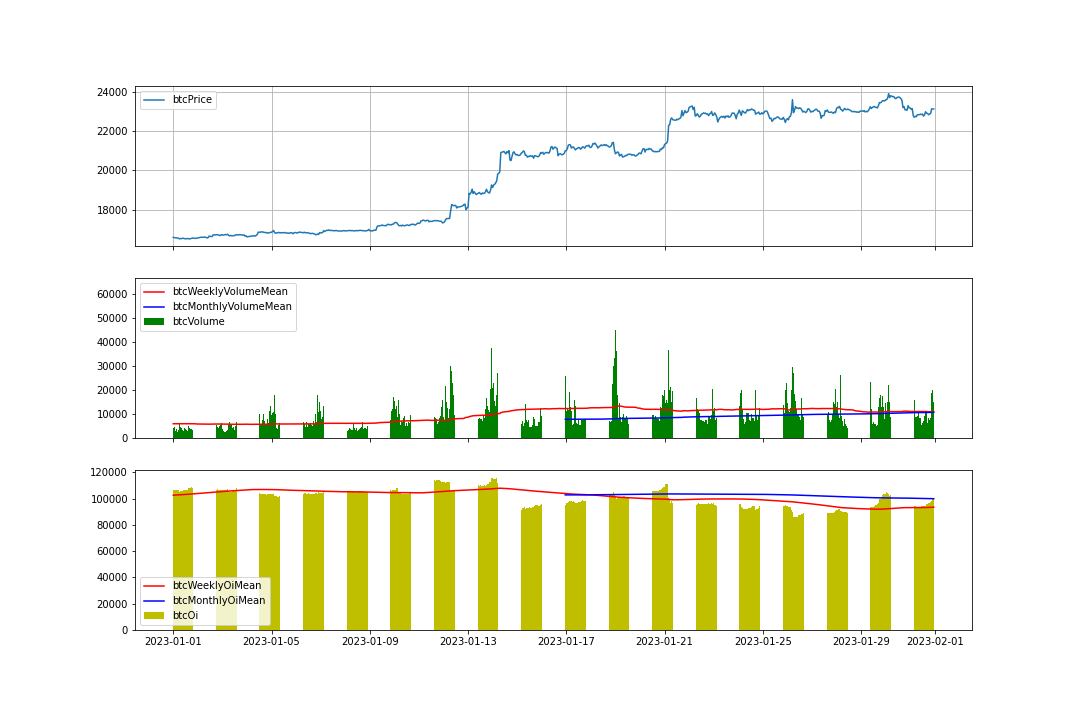 24000
22000
20000
18000
btcPrice
60000
50000
40000
30000
20000
10000
0
btcWeeklyVolumeMean
btcMonthlyVolumeMean
btcVolume
120000
100000
80000
60000
40000
20000
0
btcWeeklyOiMean
btcMonthlyOiMean
btcOi
2023-01-01 2023-01-05 2023-01-09 2023-01-13 2023-01-17 2023-01-21 2023-01-25 2023-01-29 2023-02-01